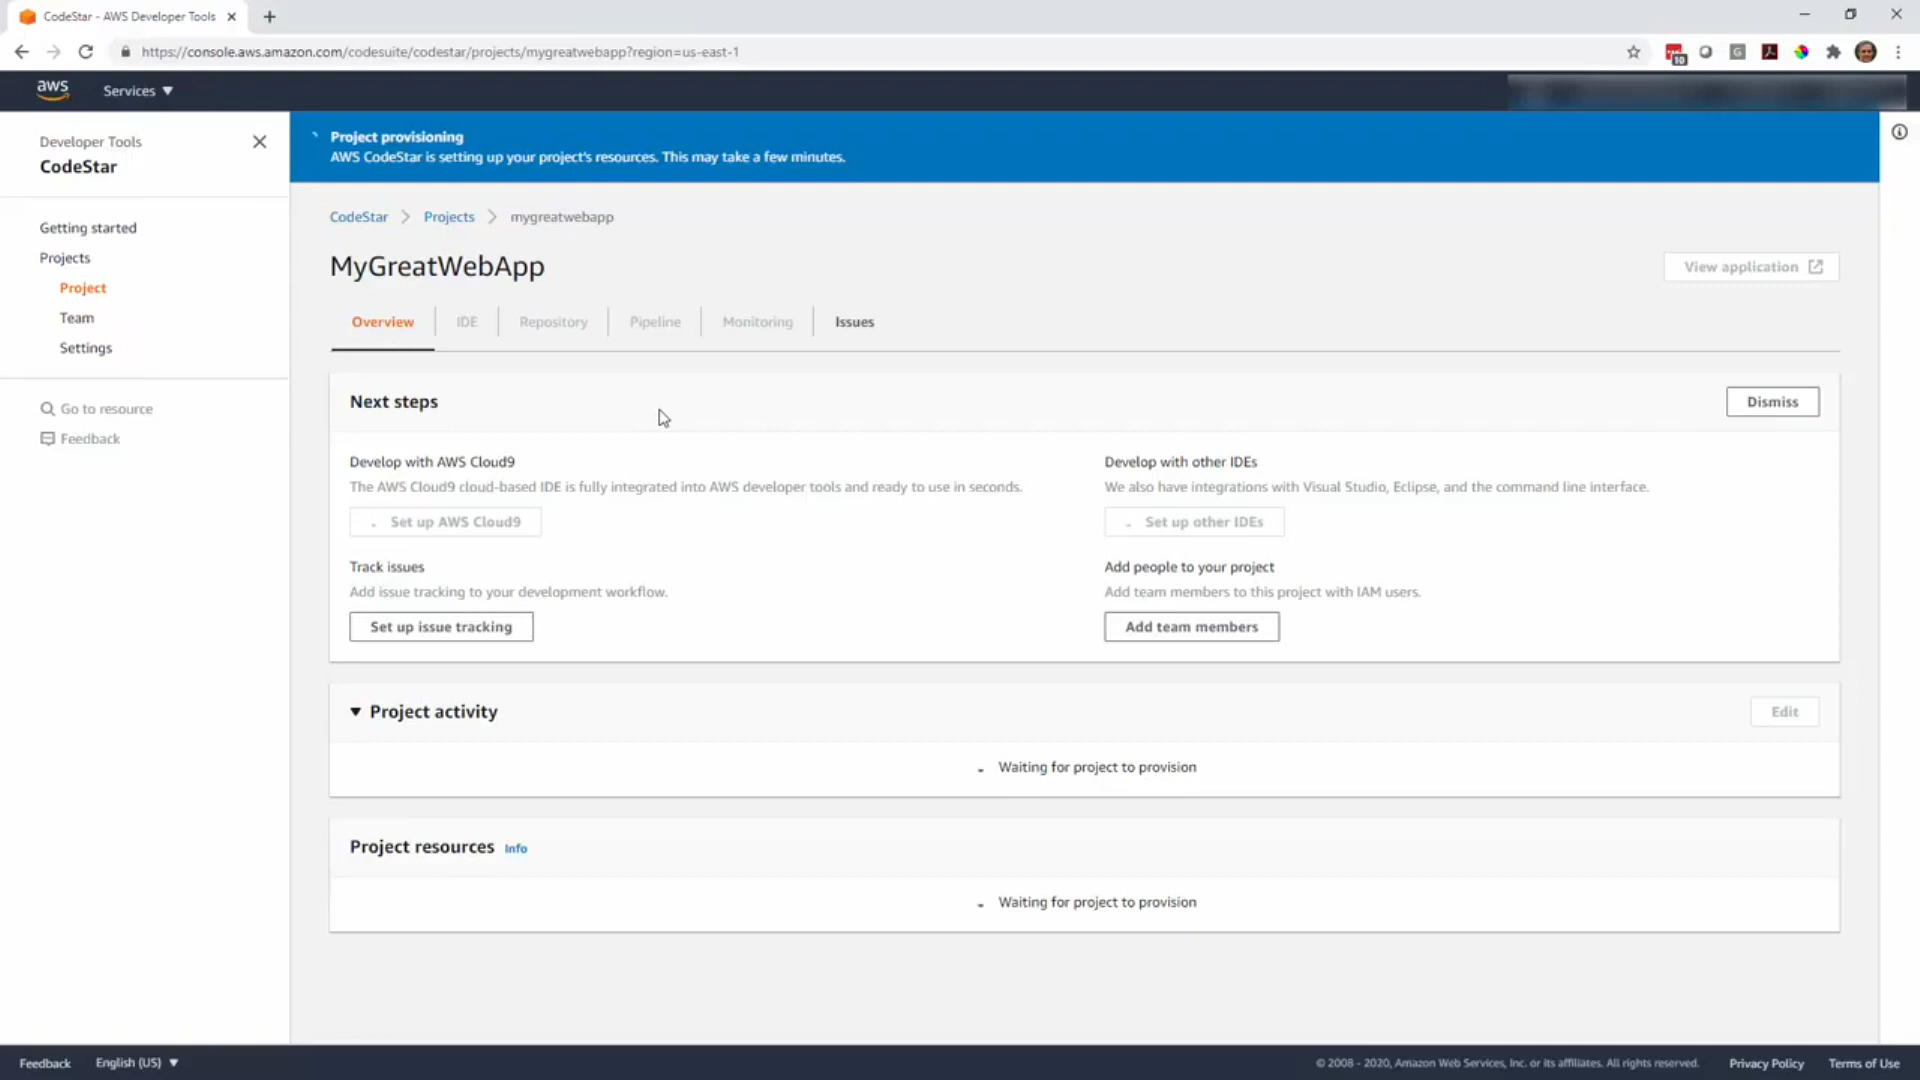 CodeStar - AWS Developer Tools
https://console.aws.amazon.com/codesuite/codestar/projects/mygreatwebapp?region=us-east-1
10
G
aws
Services
Developer Tools
CodeStar
Getting started
Projects
Project
Team
Settings
Go to resource
Feedback
Project provisioning
AWS CodeStar is setting up your project's resources. This may take a few minutes.
CodeStar
Projects
mygreatwebapp
MyGreatWebApp
View application
Overview
IDE
Repository
Pipeline
Monitoring
Issues
Next steps
Dismiss
Develop with AWS Cloud9
The AWS Cloud9 cloud-based IDE is fully integrated into AWS developer tools and ready to use in seconds.
Set up AWS Cloud9
Develop with other IDEs
We also have integrations with Visual Studio, Eclipse, and the command line interface.
Set up other IDEs
Track issues
Add issue tracking to your development workflow.
Set up issue tracking
Add people to your project
Add team members to this project with IAM users.
Add team members
Project activity
Edit
Waiting for project to provision
Project resources Info
Waiting for project to provision
Feedback
English (US)
© 2008 - 2020, Amazon Web Services, Inc. or its affiliates. All rights reserved.
Privacy Policy
Terms of Use